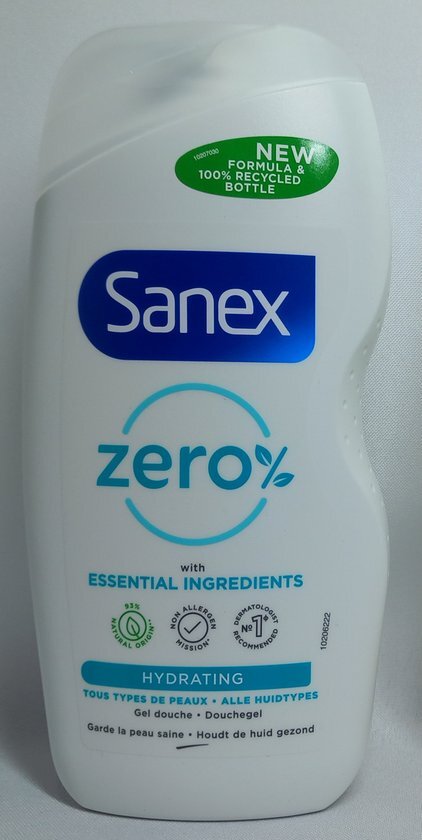 10207030
NEW
FORMULA &
100% RECYCLED
BOTTLE
Sanex
zero%
with
ESSENTIAL INGREDIENTS
93% NATURAL ORIGIN*
NON ALLERGEN MISSION*
DERMATOLOGIST Nº1* RECOMMENDED
10206222
HYDRATING
TOUS TYPES DE PEAUX • ALLE HUIDTYPES
Gel douche • Douchegel
Garde la peau saine • Houdt de huid gezond